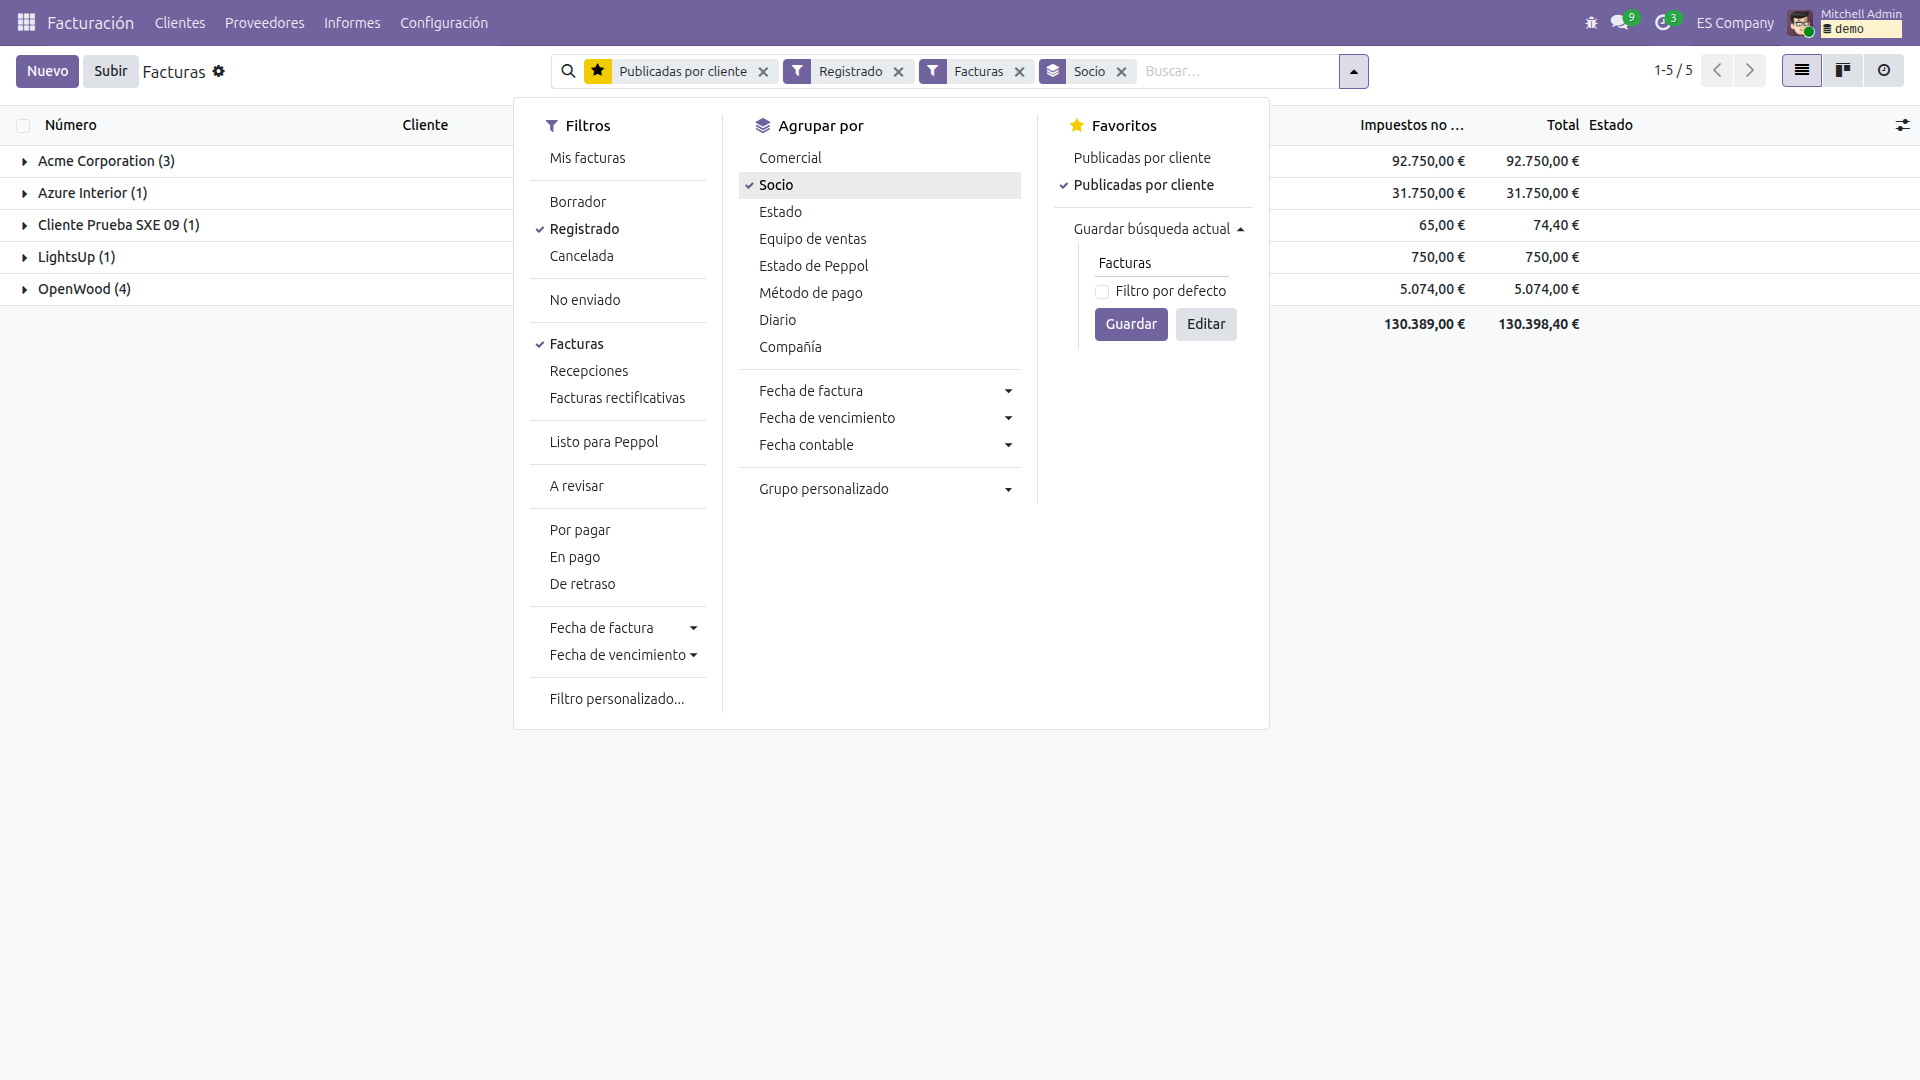 Facturación Clientes Proveedores Informes Configuración 9 3 ES Company Mitchell Admin
demo
Nuevo Subir Facturas Publicadas por cliente Registrado Facturas Socio Buscar... 1-5 / 5
Número Cliente Impuestos no ... Total Estado
Acme Corporation (3) 92.750,00 € 92.750,00 €
Azure Interior (1) 31.750,00 € 31.750,00 €
Cliente Prueba SXE 09 (1) 65,00 € 74,40 €
LightsUp (1) 750,00 € 750,00 €
OpenWood (4) 5.074,00 € 5.074,00 €
130.389,00 € 130.398,40 €
Filtros
Mis facturas
Borrador
Registrado
Cancelada
No enviado
Facturas
Recepciones
Facturas rectificativas
Listo para Peppol
A revisar
Por pagar
En pago
De retraso
Fecha de factura
Fecha de vencimiento
Filtro personalizado...
Agrupar por
Comercial
Socio
Estado
Equipo de ventas
Estado de Peppol
Método de pago
Diario
Compañía
Fecha de factura
Fecha de vencimiento
Fecha contable
Grupo personalizado
Favoritos
Publicadas por cliente
Publicadas por cliente
Guardar búsqueda actual
Facturas
Filtro por defecto
Guardar Editar